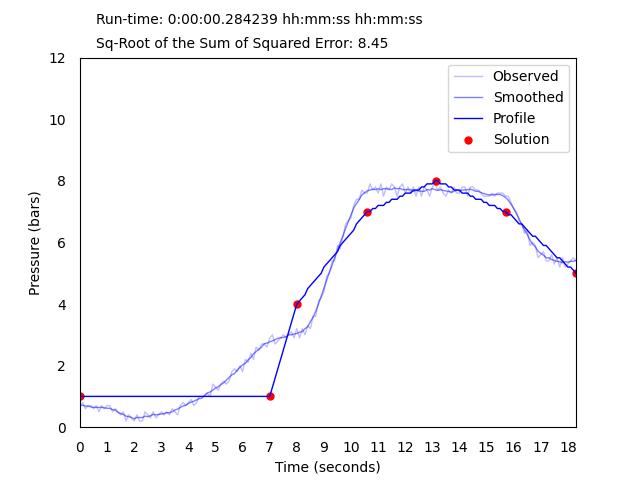 Run-time: 0:00:00.284239 hh:mm:ss hh:mm:ss
Sq-Root of the Sum of Squared Error: 8.45
12
10
8
6
4
2
0
Pressure (bars)
Observed
Smoothed
Profile
Solution
0 1 2 3 4 5 6 7 8 9 10 11 12 13 14 15 16 17 18
Time (seconds)